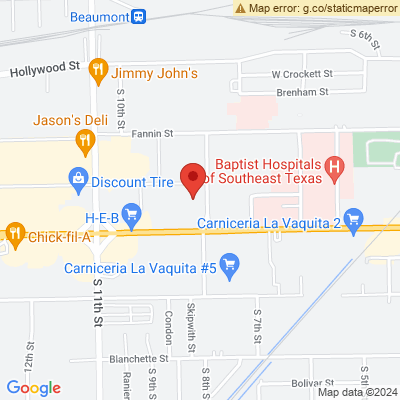 Beaumont
Map error: g.co/staticmaperror
Hollywood St
S 6th St
Jimmy John's
W Crockett St
Brenham St
S 10th St
Jason's Deli
Fannin St
Baptist Hospitals
of Southeast Texas
Discount Tire
H-E-B
Carniceria La Vaquita 2
Chick-fil-A
Carniceria La Vaquita #5
S 11th St
Skipwith St
S 7th St
Condon
12th St
Blanchette St
Ranier
S 9th St
S 8th St
Bolivar St
Google
Map data ©2024